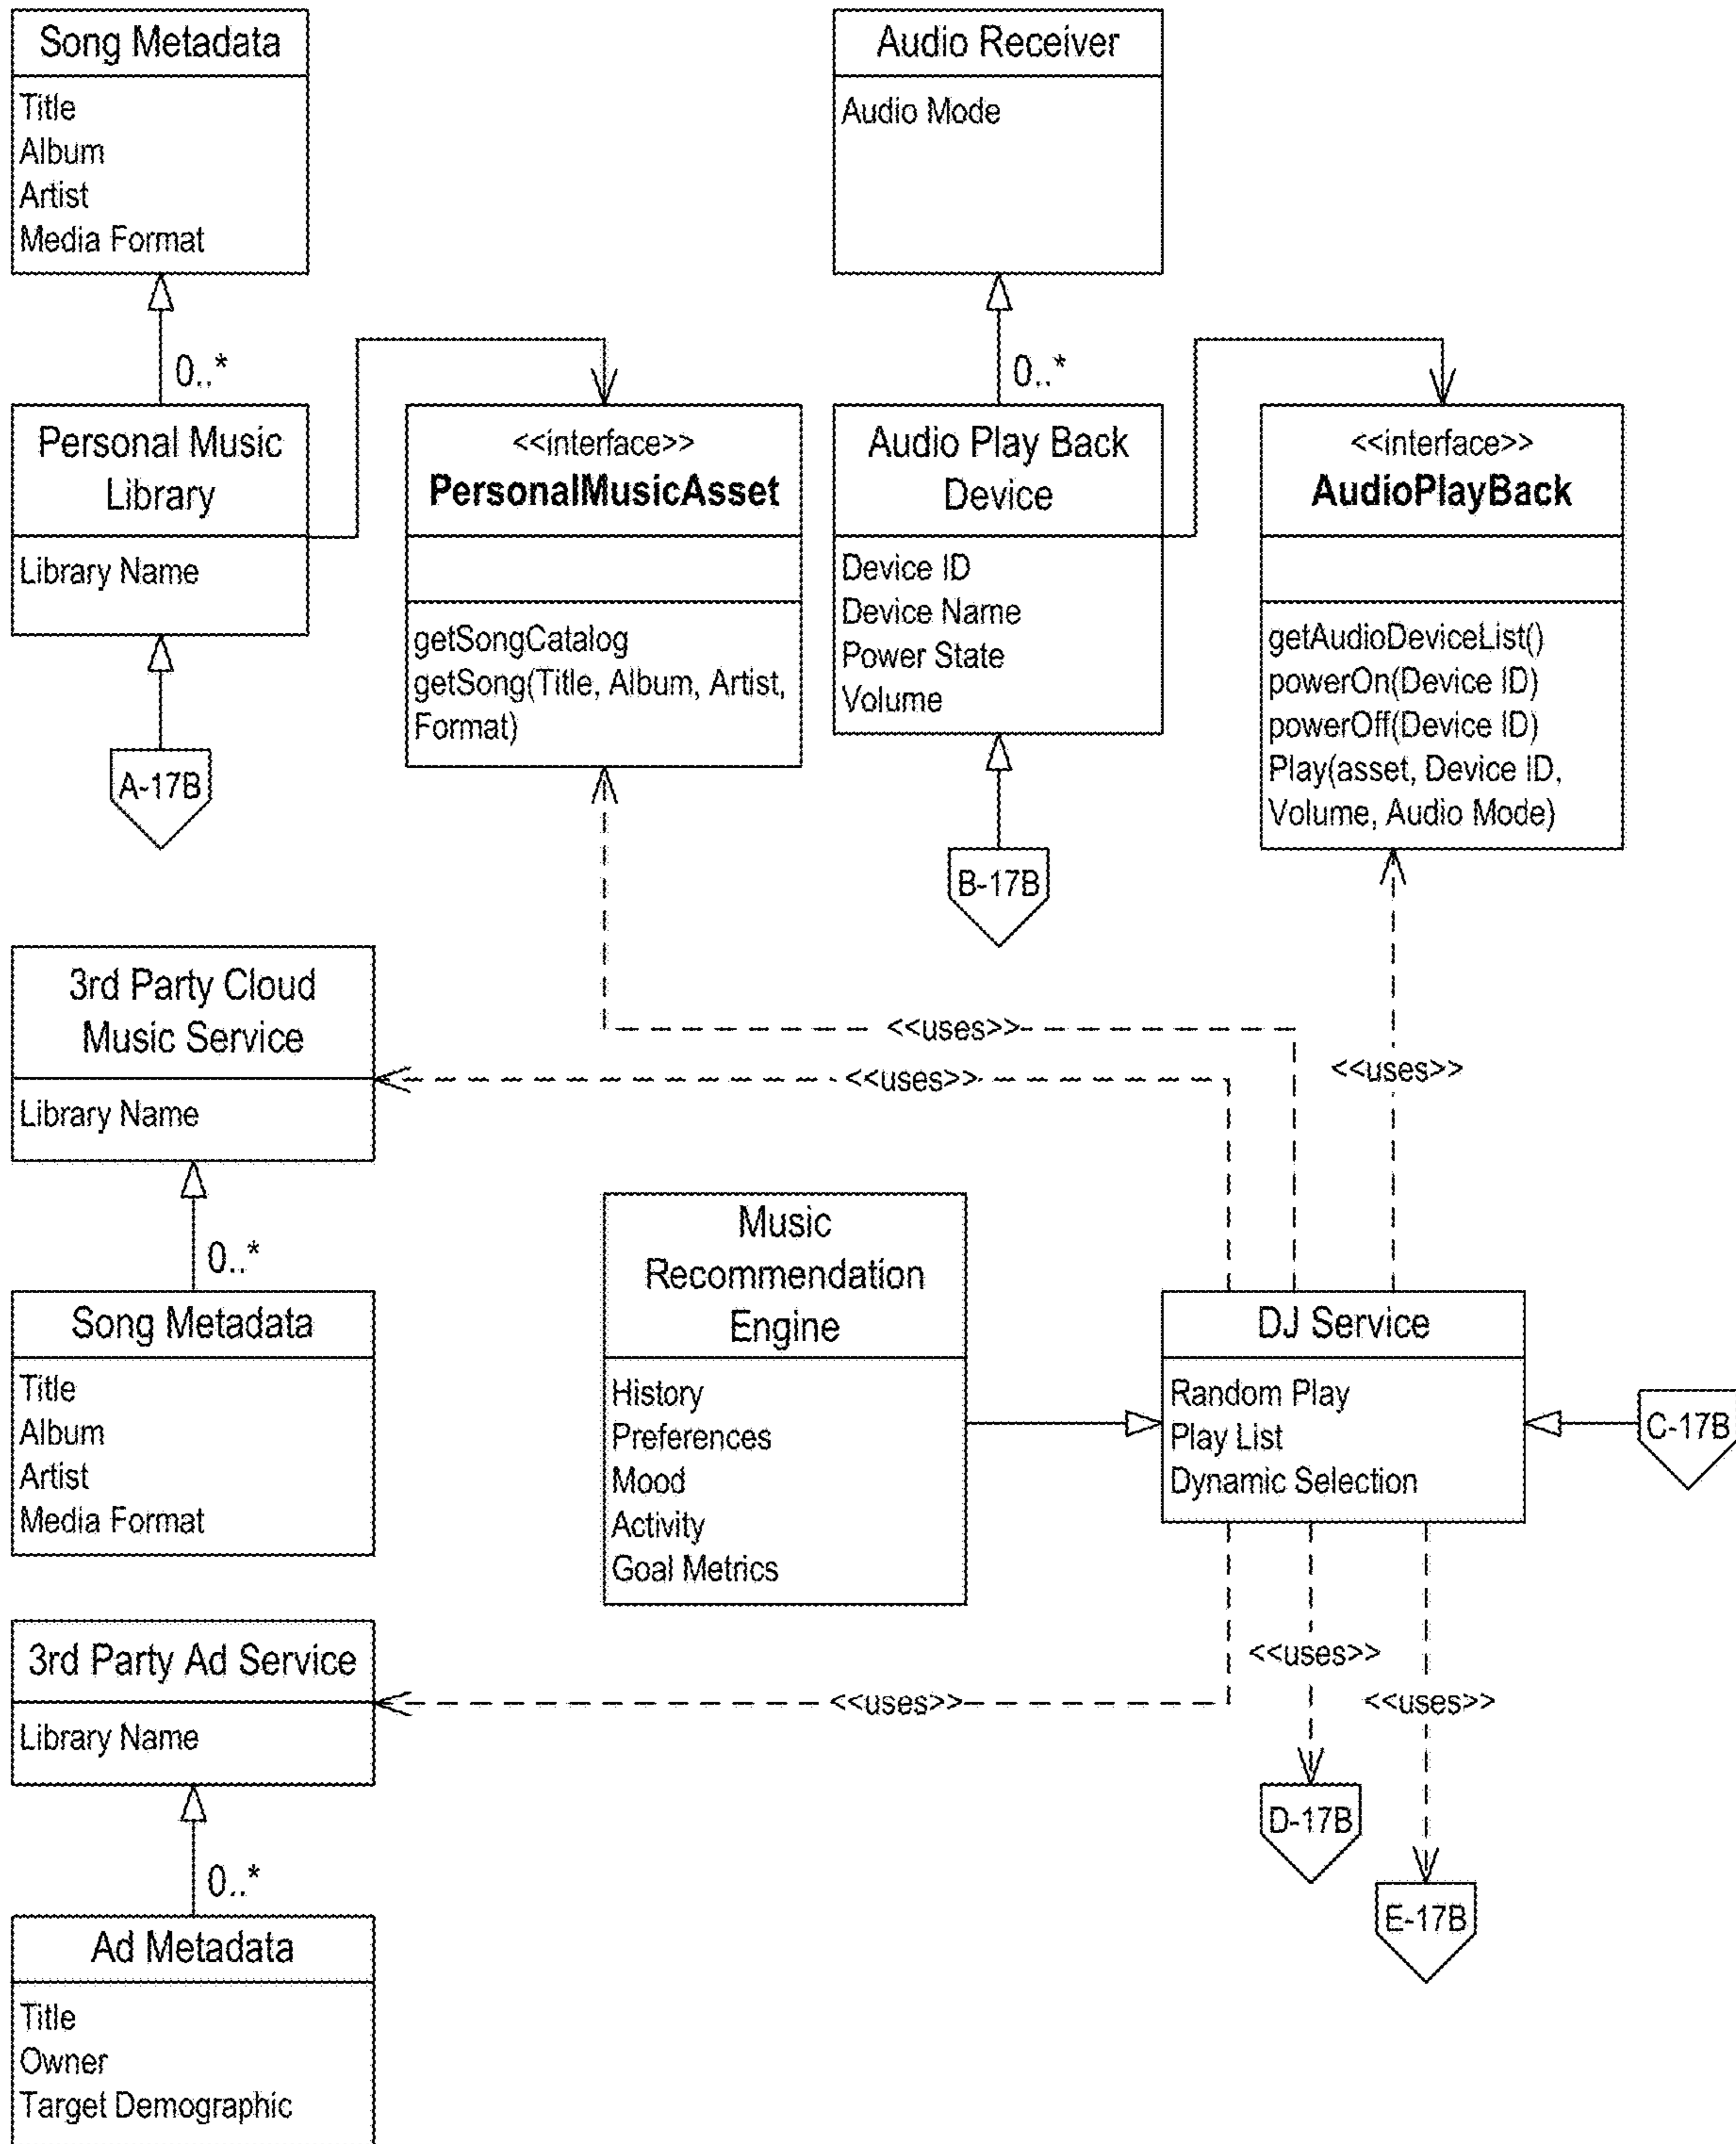 Song Metadata
Title
Album
Artist
Media Format
Audio Receiver
Audio Mode
0..*
0..*
Personal Music
Library
Library Name
<<interface>>
PersonalMusicAsset
getSongCatalog
getSong(Title, Album, Artist,
Format)
Audio Play Back
Device
Device ID
Device Name
Power State
Volume
<<interface>>
AudioPlayBack
getAudioDeviceList()
powerOn(Device ID)
powerOff(Device ID)
Play(asset, Device ID,
Volume, Audio Mode)
A-17B
B-17B
3rd Party Cloud
Music Service
Library Name
<<uses>>
<<uses>>
<<uses>>
0..*
Song Metadata
Title
Album
Artist
Media Format
Music
Recommendation
Engine
History
Preferences
Mood
Activity
Goal Metrics
DJ Service
Random Play
Play List
Dynamic Selection
C-17B
3rd Party Ad Service
Library Name
<<uses>>
<<uses>>
<<uses>>
D-17B
E-17B
0..*
Ad Metadata
Title
Owner
Target Demographic